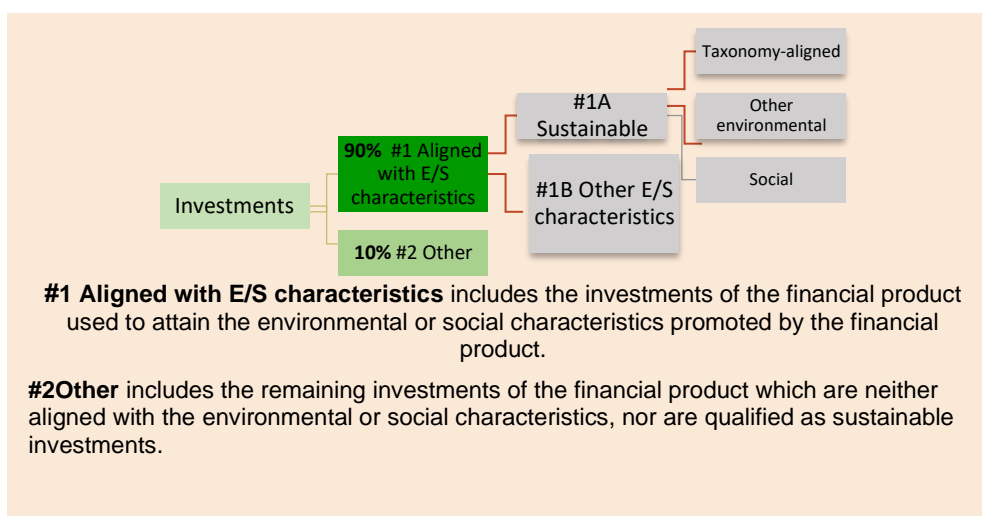 Investments
90% #1 Aligned
with E/S
characteristics
10% #2 Other
#1A
Sustainable
#1B Other E/S
characteristics
Taxonomy-aligned
Other
environmental
Social
#1 Aligned with E/S characteristics includes the investments of the financial product
used to attain the environmental or social characteristics promoted by the financial
product.
#2Other includes the remaining investments of the financial product which are neither
aligned with the environmental or social characteristics, nor are qualified as sustainable
investments.